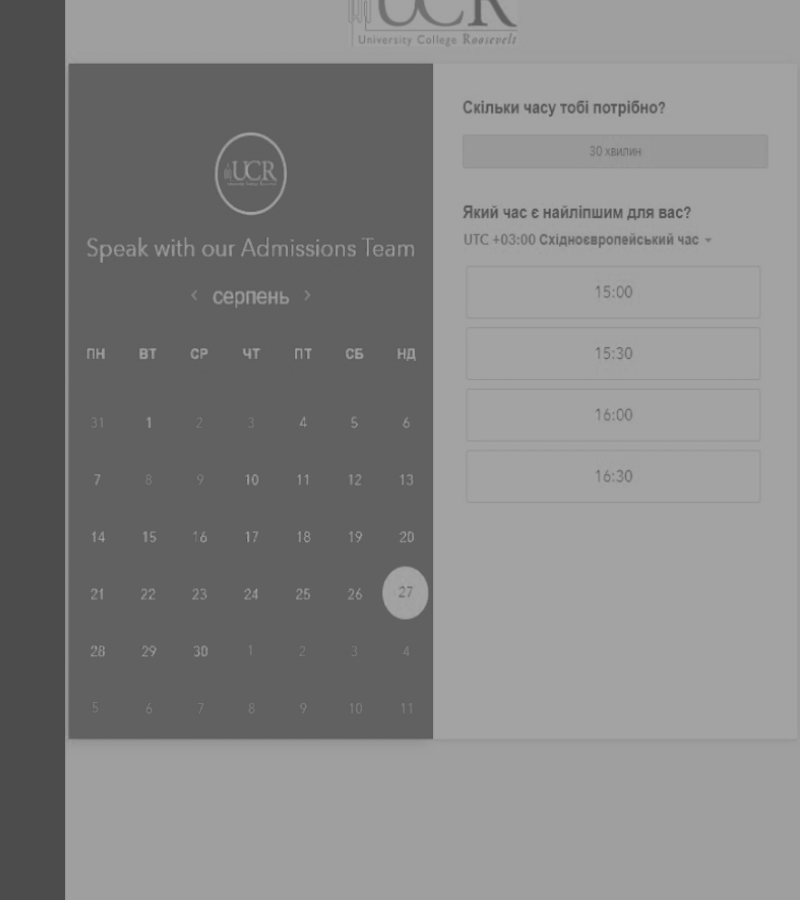 UCR
University College Roosevelt
UCR
Speak with our Admissions Team
< серпень >
ПН ВТ СР ЧТ ПТ СБ НД
31 1 2 3 4 5 6
7 8 9 10 11 12 13
14 15 16 17 18 19 20
21 22 23 24 25 26 27
28 29 30 1 2 3 4
5 6 7 8 9 10 11
Скільки часу тобі потрібно?
30 хвилин
Який час є найліпшим для вас?
UTC +03:00 Східноєвропейський час
15:00
15:30
16:00
16:30